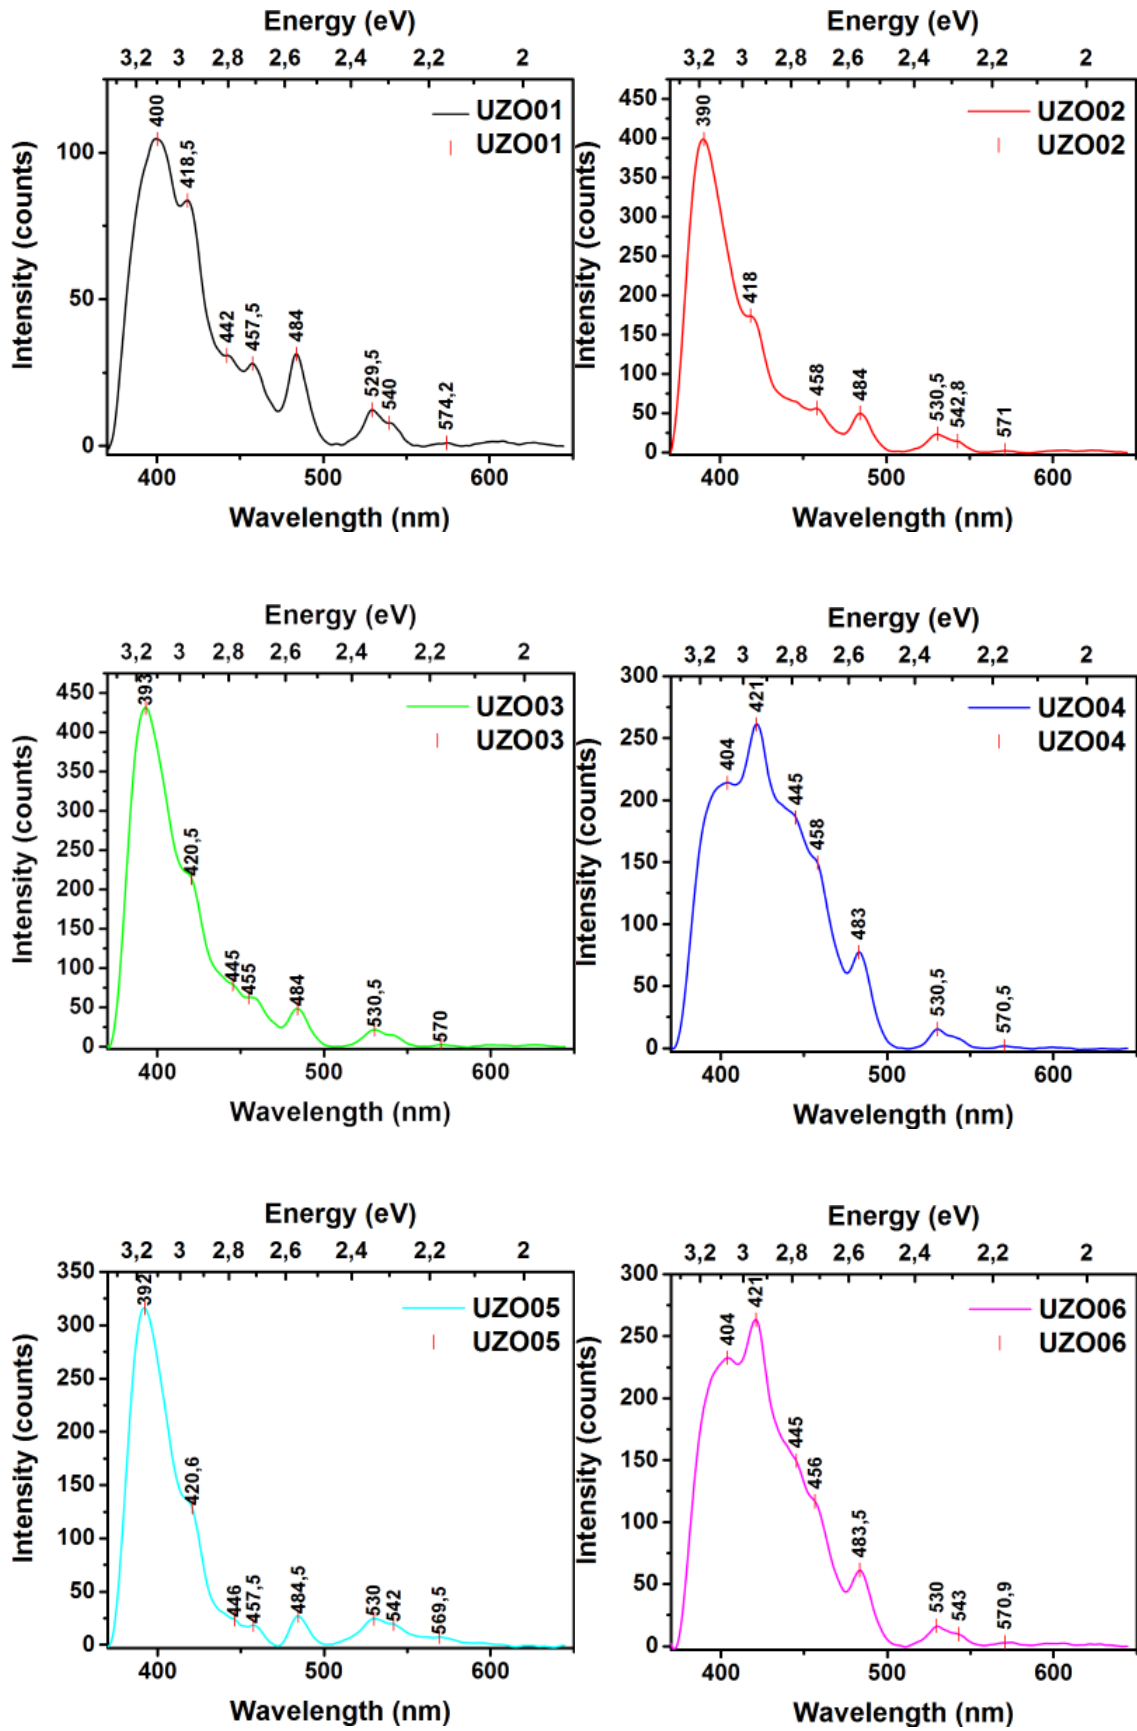 Energy (eV)
3,2 3 2,8 2,6 2,4 2,2 2
Intensity (counts)
100
50
0
400
418,5
442
457,5
484
529,5
540
574,2
UZO01
UZO01
400 500 600
Wavelength (nm)
Energy (eV)
3,2 3 2,8 2,6 2,4 2,2 2
Intensity (counts)
450
400
350
300
250
200
150
100
50
0
390
418
458
484
530,5
542,8
571
UZO02
UZO02
400 500 600
Wavelength (nm)
Energy (eV)
3,2 3 2,8 2,6 2,4 2,2 2
Intensity (counts)
450
400
350
300
250
200
150
100
50
0
393
420,5
445
455
484
530,5
570
UZO03
UZO03
400 500 600
Wavelength (nm)
Energy (eV)
3,2 3 2,8 2,6 2,4 2,2 2
Intensity (counts)
300
250
200
150
100
50
0
404
421
445
458
483
530,5
570,5
UZO04
UZO04
400 500 600
Wavelength (nm)
Energy (eV)
3,2 3 2,8 2,6 2,4 2,2 2
Intensity (counts)
350
300
250
200
150
100
50
0
392
420,6
446
457,5
484,5
530
542
569,5
UZO05
UZO05
400 500 600
Wavelength (nm)
Energy (eV)
3,2 3 2,8 2,6 2,4 2,2 2
Intensity (counts)
300
250
200
150
100
50
0
404
421
445
456
483,5
530
543
570,9
UZO06
UZO06
400 500 600
Wavelength (nm)